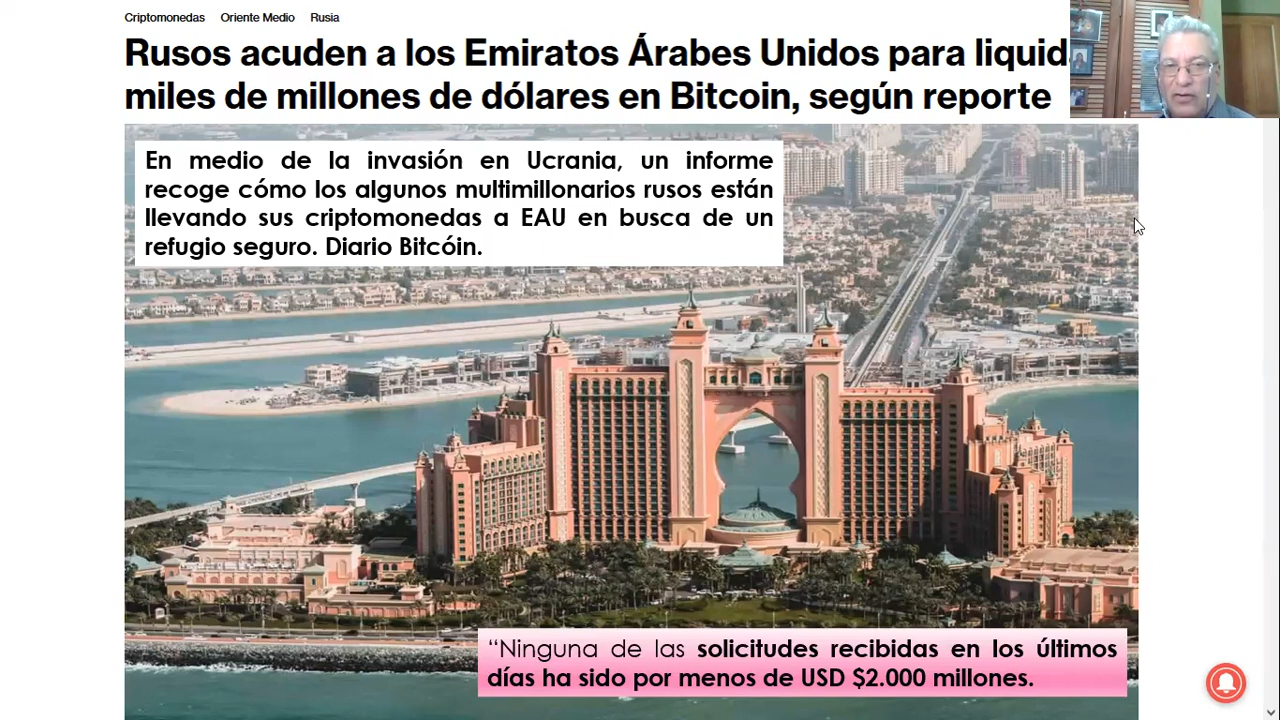 Criptomonedas Oriente Medio Rusia
Rusos acuden a los Emiratos Árabes Unidos para
miles de millones de dólares en Bitcoin, según reporte
En medio de la invasión en Ucrania, un informe
recoge cómo los algunos multimillonarios rusos están
llevando sus criptomonedas a EAU en busca de un
refugio seguro. Diario Bitcóin.
“Ninguna de las solicitudes recibidas en los últimos
días ha sido por menos de USD $2.000 millones.